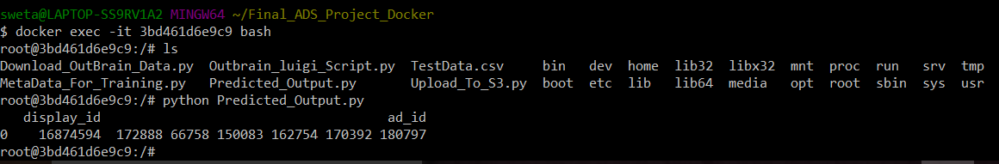 sweta@LAPTOP-SS9RV1A2 MINGW64 ~/Final_ADS_Project_Docker
$ docker exec -it 3bd461d6e9c9 bash
root@3bd461d6e9c9:/# ls
Download_OutBrain_Data.py  Outbrain_luigi_Script.py  TestData.csv     bin   dev  home  lib32  libx32  mnt  proc  run   srv  tmp
MetaData_For_Training.py   Predicted_Output.py       Upload_To_S3.py  boot  etc  lib   lib64  media   opt  root  sbin  sys  usr
root@3bd461d6e9c9:/# python Predicted_Output.py
   display_id                                    ad_id
0    16874594  172888 66758 150083 162754 170392 180797
root@3bd461d6e9c9:/#